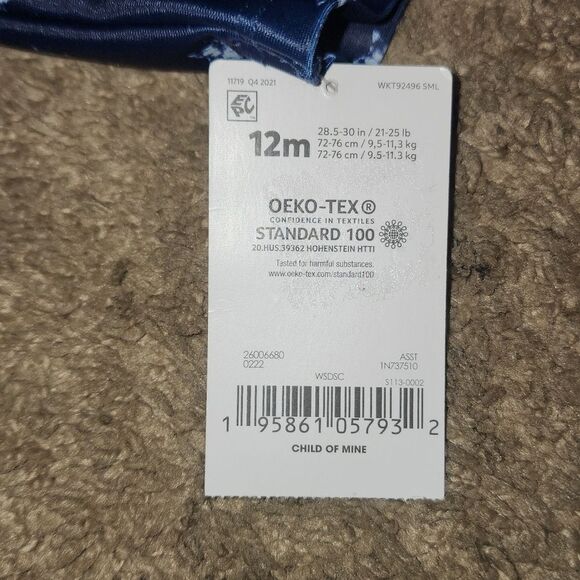 11719 Q4 2021 WKT92496 SML
EPC
12m 28.5-30 in / 21-25 lb
72-76 cm / 9,5-11,3 kg
72-76 cm / 9.5-11.3 kg
OEKO-TEX®
CONFIDENCE IN TEXTILES
STANDARD 100
20.HUS.39362 HOHENSTEIN HTTI
Tested for harmful substances.
www.oeko-tex.com/standard100
26006680 ASST
0222 1N737510
WSDSC
S113-0002
1 95861 05793 2
CHILD OF MINE